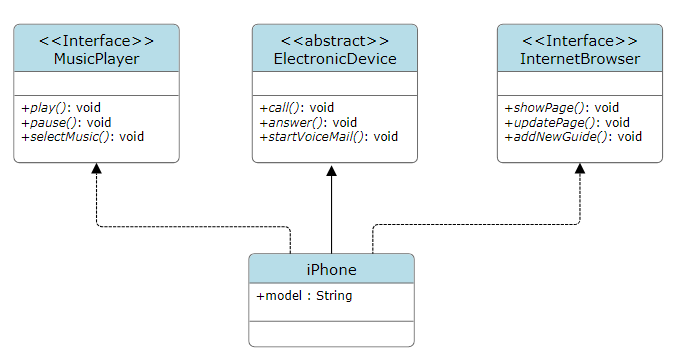 <<Interface>>
MusicPlayer
+play(): void
+pause(): void
+selectMusic(): void
<<abstract>>
ElectronicDevice
+call(): void
+answer(): void
+startVoiceMail(): void
<<Interface>>
InternetBrowser
+showPage(): void
+updatePage(): void
+addNewGuide(): void
iPhone
+model : String